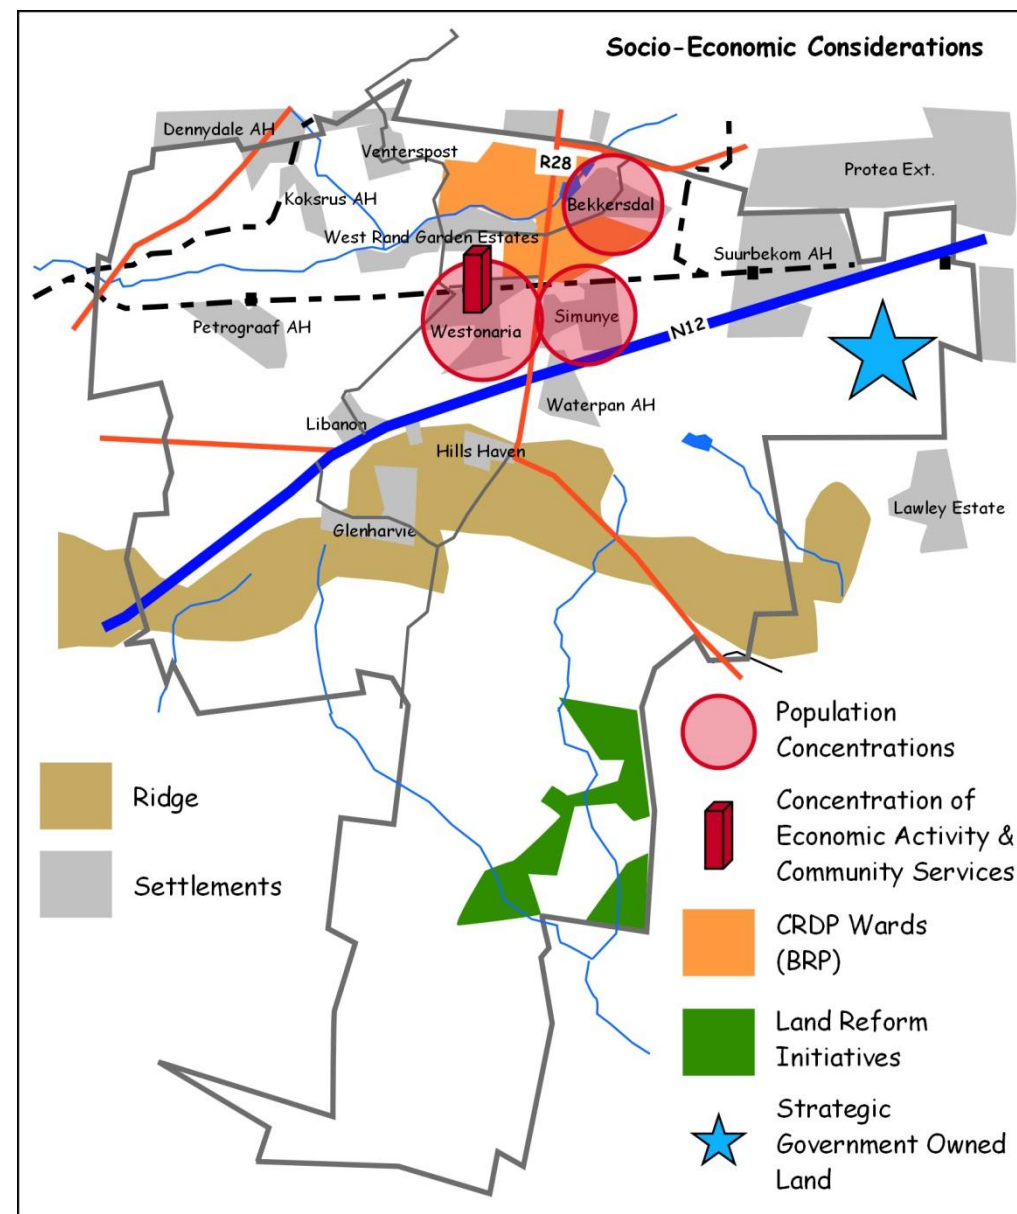 Socio-Economic Considerations
Dennydale AH
Venterspost
R28
Protea Ext.
Koksrus AH
Bekkersdal
West Rand Garden Estates
Suurbekom AH
Petrograaf AH
Westonaria
Simunye
N12
Waterpan AH
Libanon
Hills Haven
Lawley Estate
Glenharvie
Ridge
Settlements
Population
Concentrations
Concentration of
Economic Activity &
Community Services
CRDP Wards
(BRP)
Land Reform
Initiatives
Strategic
Government Owned
Land